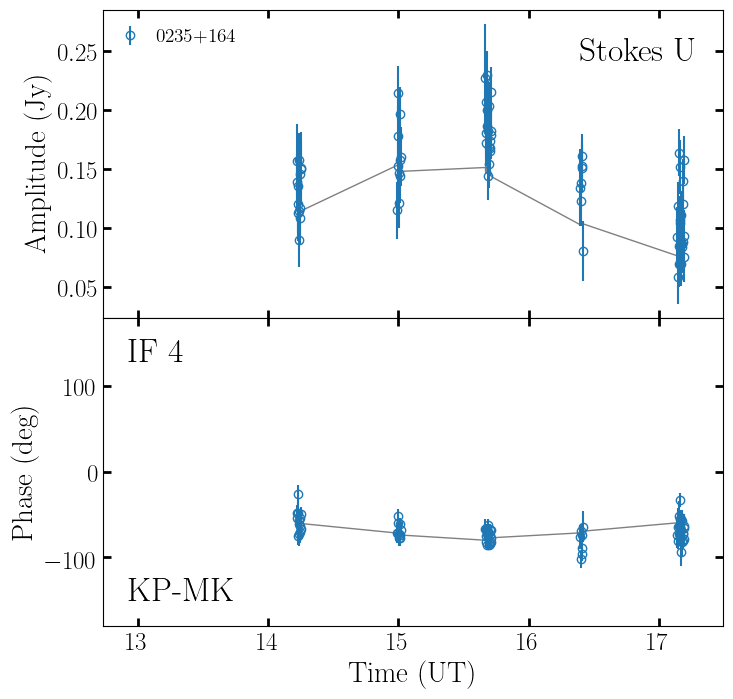 0235+164
Stokes U
0.25
0.20
0.15
0.10
0.05
Amplitude (Jy)
IF 4
100
0
−100
Phase (deg)
KP-MK
13 14 15 16 17
Time (UT)